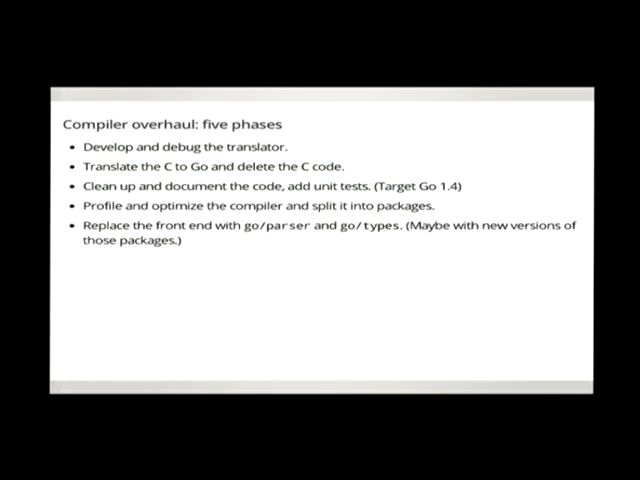 Compiler overhaul: five phases
• Develop and debug the translator.
• Translate the C to Go and delete the C code.
• Clean up and document the code, add unit tests. (Target Go 1.4)
• Profile and optimize the compiler and split it into packages.
• Replace the front end with go/parser and go/types. (Maybe with new versions of
those packages.)